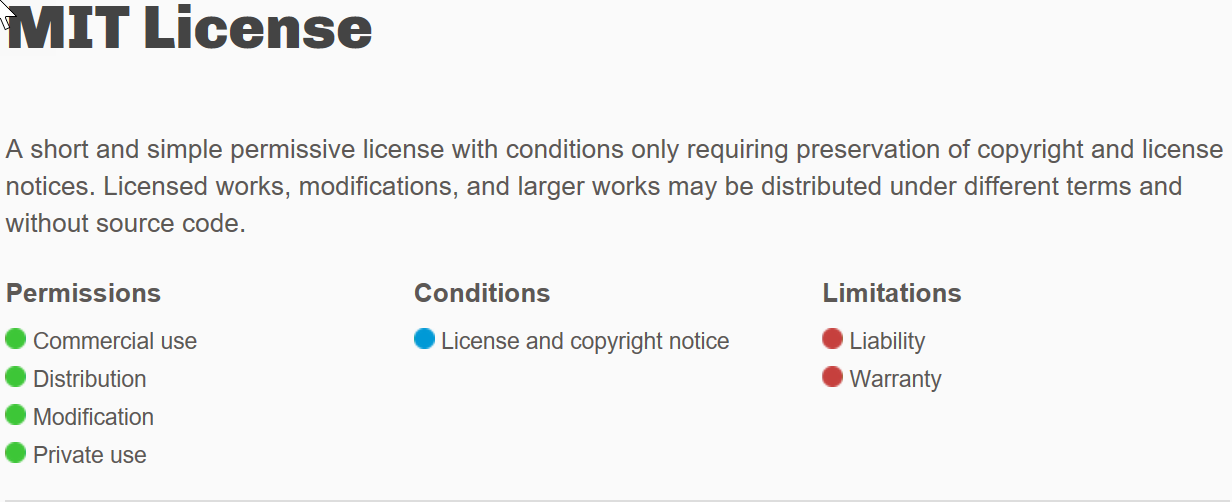 MIT License
A short and simple permissive license with conditions only requiring preservation of copyright and license
notices. Licensed works, modifications, and larger works may be distributed under different terms and
without source code.
Permissions
Commercial use
Distribution
Modification
Private use
Conditions
License and copyright notice
Limitations
Liability
Warranty